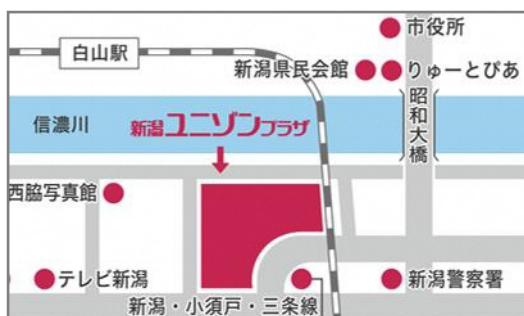 市役所
白山駅
新潟県民会館
りゅーとぴあ
信濃川
新潟ユニゾンプラザ
昭和大橋
西脇写真館
テレビ新潟
新潟警察署
新潟・小須戸・三条線